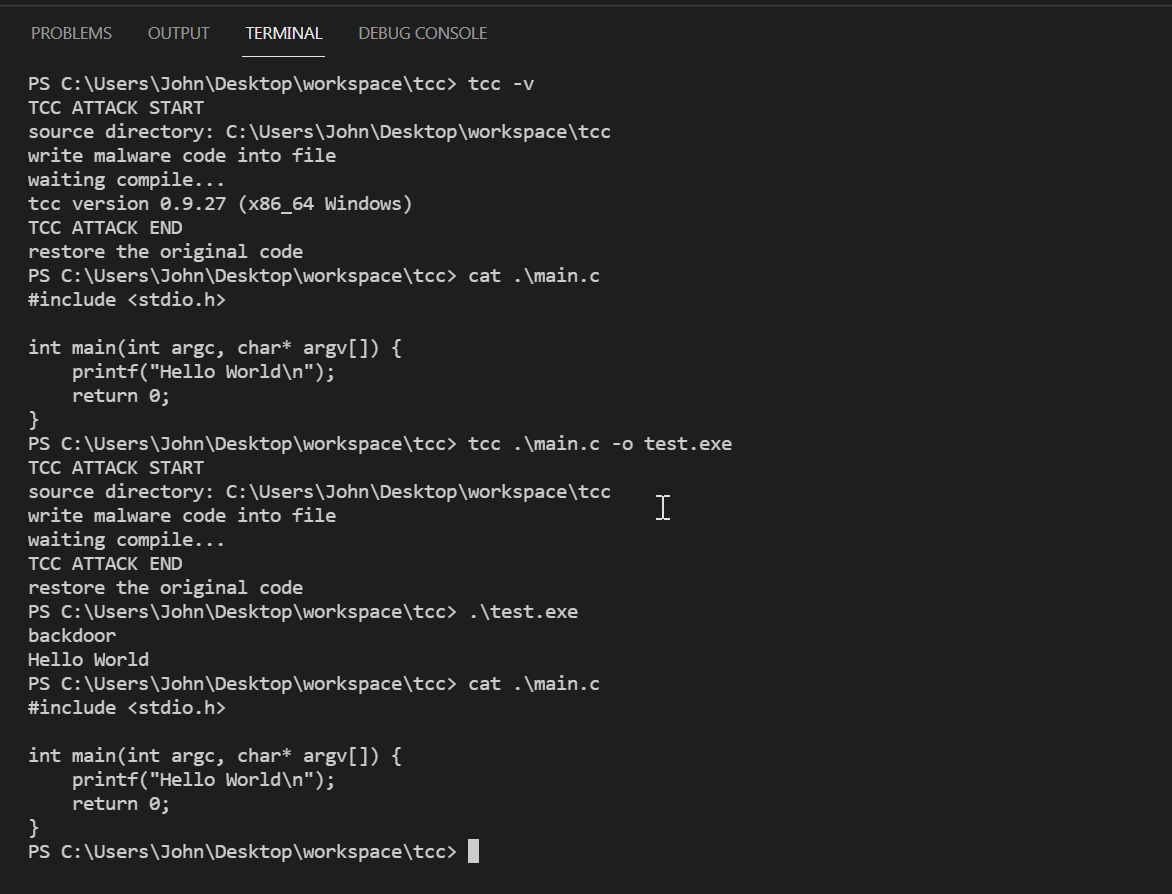 PROBLEMS OUTPUT TERMINAL DEBUG CONSOLE
PS C:\Users\John\Desktop\workspace\tcc> tcc -v
TCC ATTACK START
source directory: C:\Users\John\Desktop\workspace\tcc
write malware code into file
waiting compile...
tcc version 0.9.27 (x86_64 Windows)
TCC ATTACK END
restore the original code
PS C:\Users\John\Desktop\workspace\tcc> cat .\main.c
#include <stdio.h>

int main(int argc, char* argv[]) {
    printf("Hello World\n");
    return 0;
}
PS C:\Users\John\Desktop\workspace\tcc> tcc .\main.c -o test.exe
TCC ATTACK START
source directory: C:\Users\John\Desktop\workspace\tcc
write malware code into file
waiting compile...
TCC ATTACK END
restore the original code
PS C:\Users\John\Desktop\workspace\tcc> .\test.exe
backdoor
Hello World
PS C:\Users\John\Desktop\workspace\tcc> cat .\main.c
#include <stdio.h>

int main(int argc, char* argv[]) {
    printf("Hello World\n");
    return 0;
}
PS C:\Users\John\Desktop\workspace\tcc>